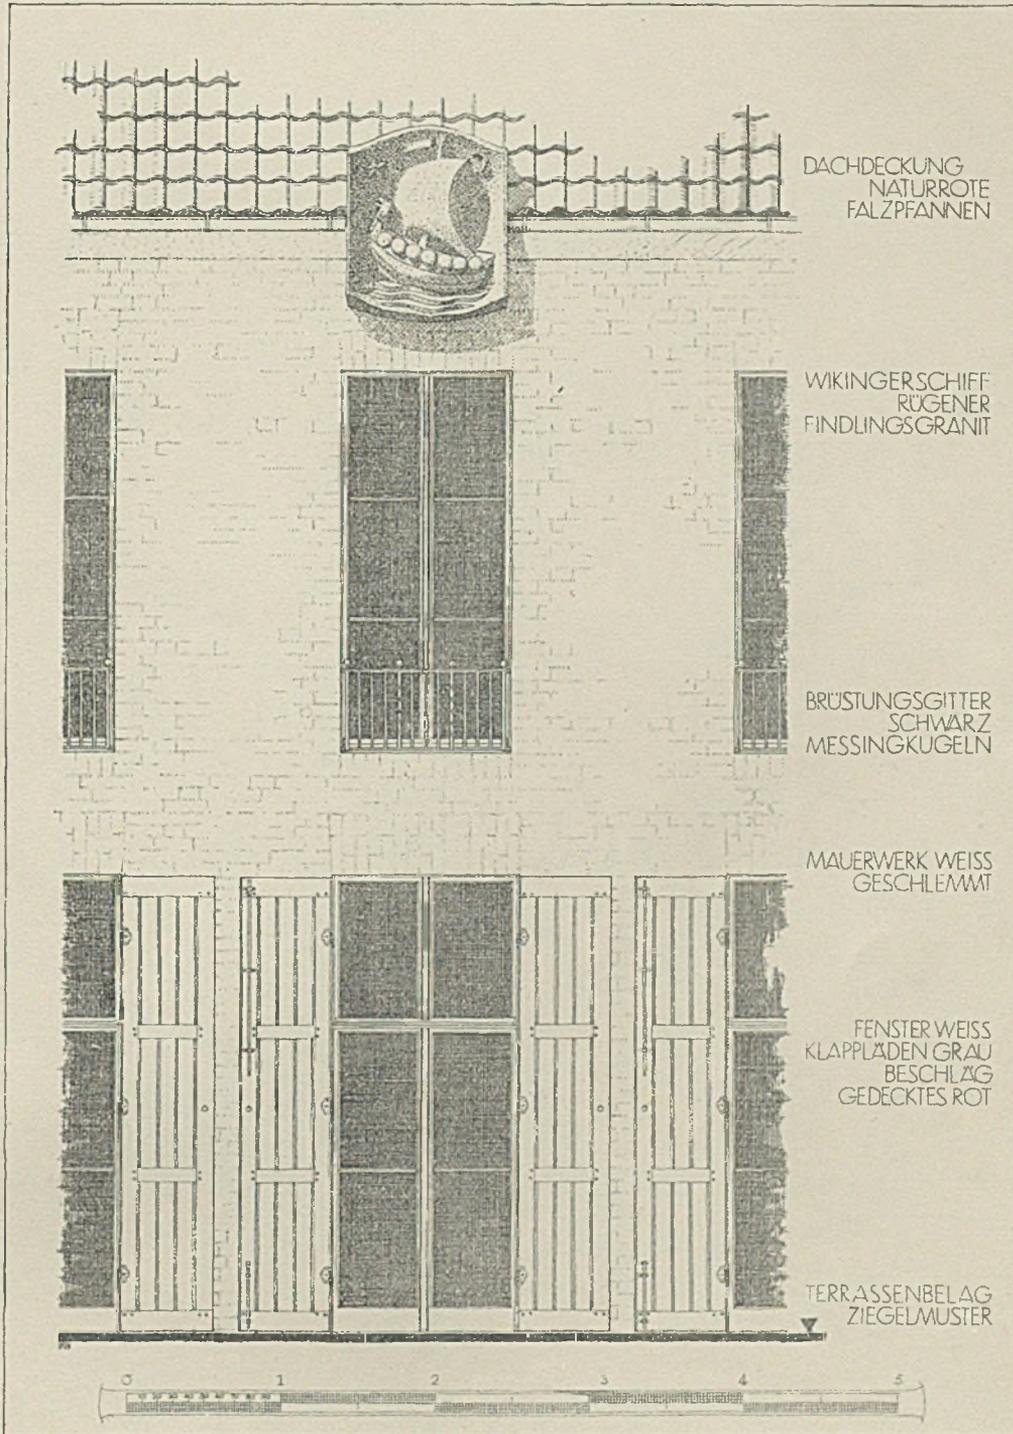 DACHDECKUNG
NATURROTE
FALZPFANNEN
WIKINGERSCHIFF
RÜGENER
FINDLINGSGRANIT
BRÜSTUNGSGITTER
SCHWARZ
MESSINGKUGELN
MAUERWERK WEISS
GESCHLEMMT
FENSTER WEISS
KLAPPLÄDEN GRAU
BESCHLÄG
GEDECKTES ROT
TERRASSENBELAG
ZIEGELMUSTER
0 1 2 3 4 5